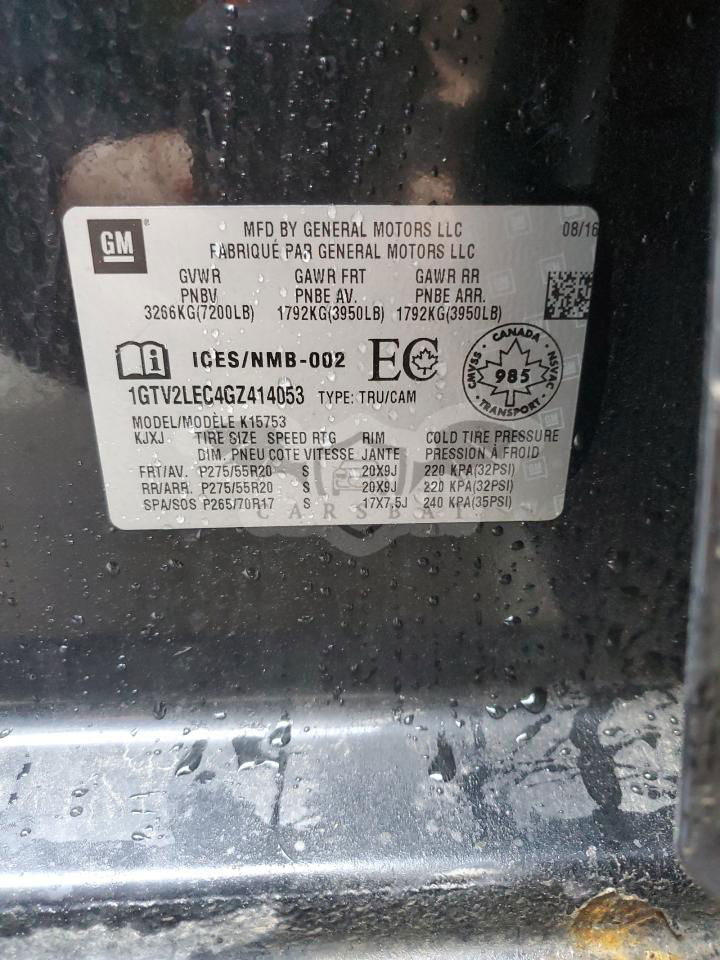 GM
MFD BY GENERAL MOTORS LLC 08/16
FABRIQUÉ PAR GENERAL MOTORS LLC
GVWR GAWR FRT GAWR RR
PNBV PNBE AV. PNBE ARR.
3266KG(7200LB) 1792KG(3950LB) 1792KG(3950LB)
ICES/NMB-002 EC
CANADA
CMVSS 985 NSVAC
TRANSPORT
1GTV2LEC4GZ414053 TYPE: TRU/CAM
MODEL/MODÈLE K15753
KJXJ TIRE SIZE SPEED RTG RIM COLD TIRE PRESSURE
DIM. PNEU COTE VITESSE JANTE PRESSION À FROID
FRT/AV. P275/55R20 S 20X9J 220 KPA(32PSI)
RR/ARR. P275/55R20 S 20X9J 220 KPA(32PSI)
SPA/SOS P265/70R17 S 17X7.5J 240 KPA(35PSI)